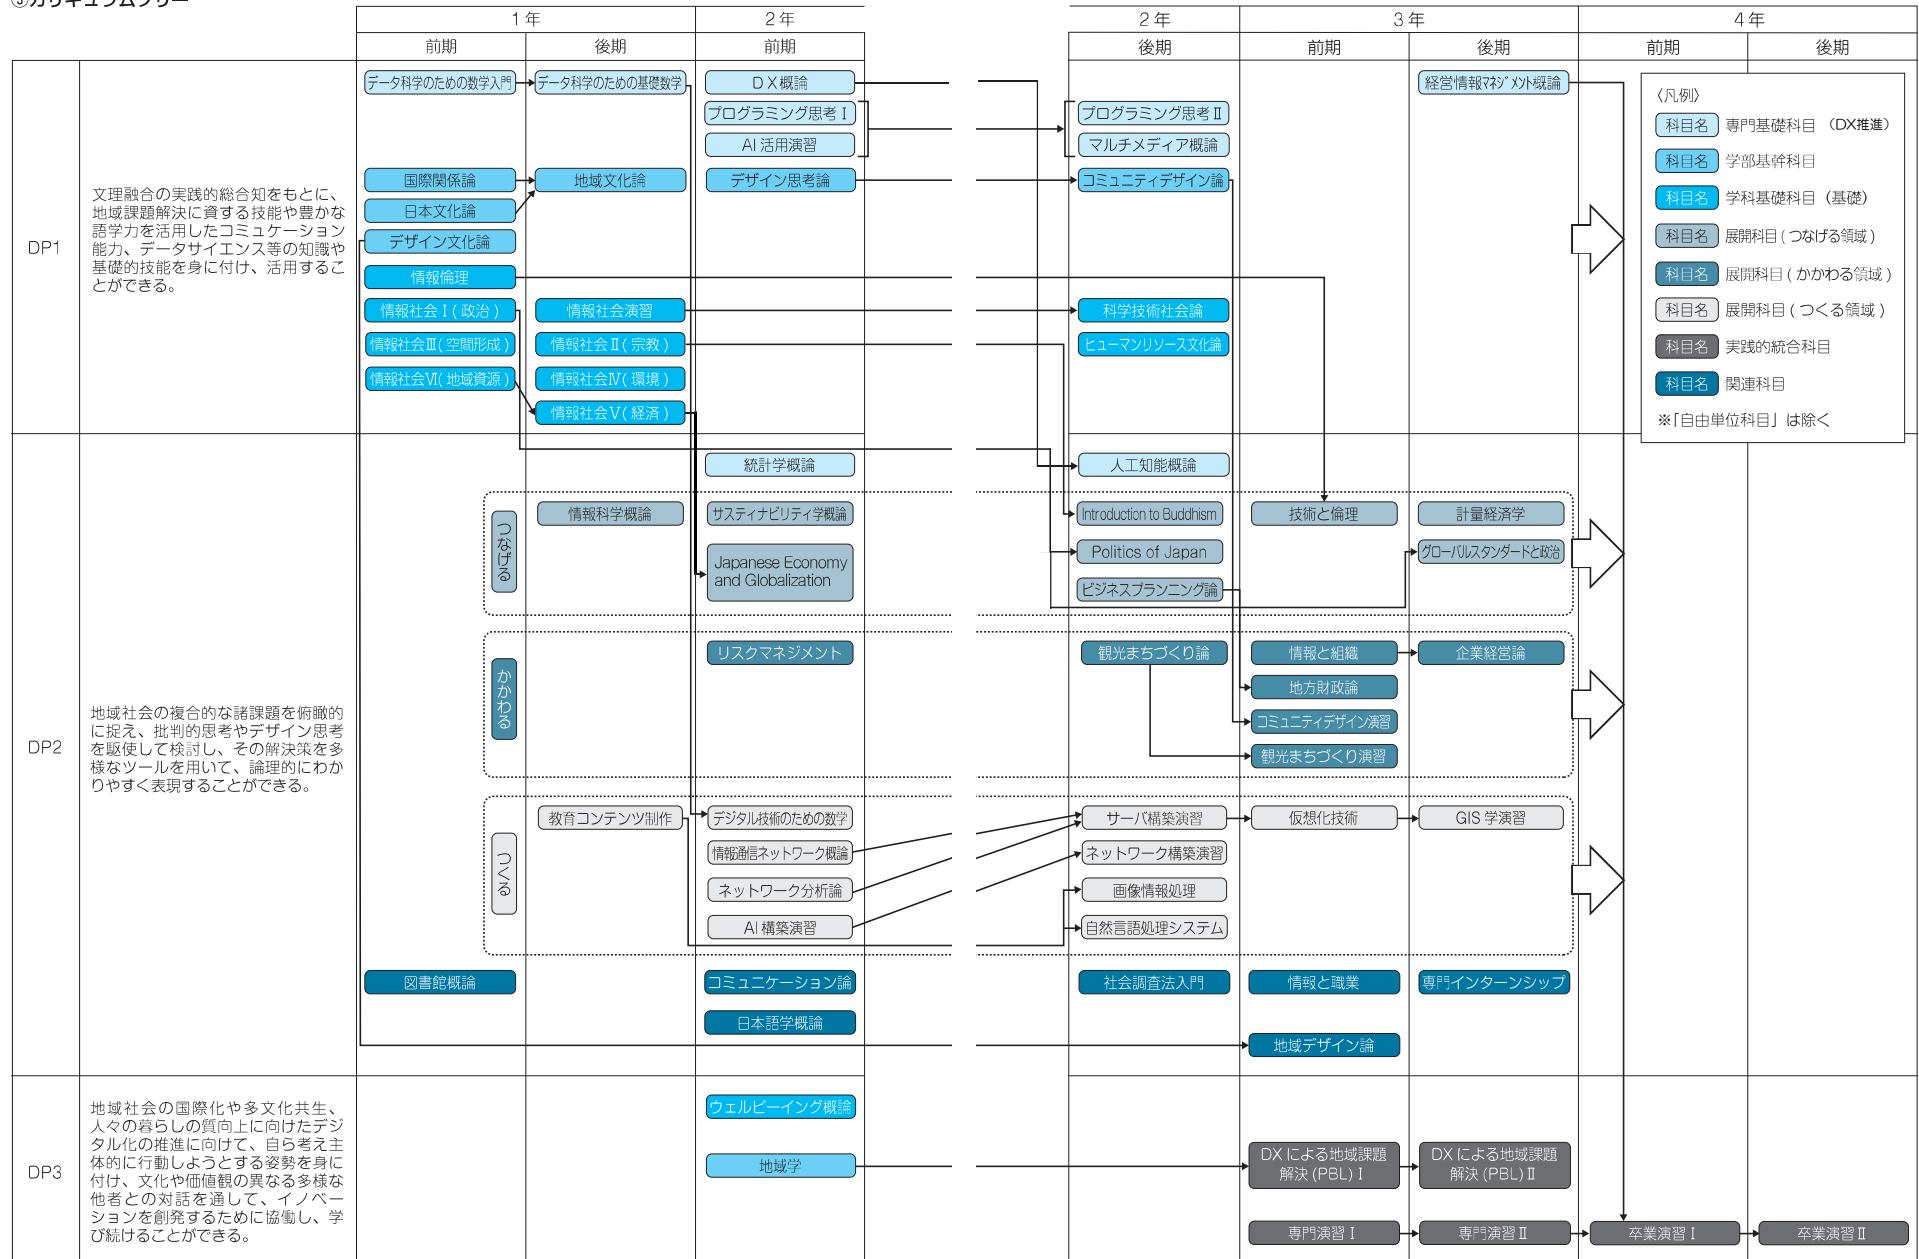 ③カリキュラムツリー
1年
2年
2年
3年
4年
前期
後期
前期
後期
前期
後期
前期
後期
DP1
文理融合の実践的総合知をもとに、
地域課題解決に資する技能や豊かな
語学力を活用したコミュケーション
能力、データサイエンス等の知識や
基礎的技能を身に付け、活用するこ
とができる。
データ科学のための数学入門
データ科学のための基礎数学
DX概論
経営情報マネジメント概論
プログラミング思考Ⅰ
プログラミング思考Ⅱ
AI活用演習
マルチメディア概論
国際関係論
地域文化論
デザイン思考論
コミュニティデザイン論
日本文化論
デザイン文化論
情報倫理
情報社会Ⅰ(政治)
情報社会演習
科学技術社会論
情報社会Ⅲ(空間形成)
情報社会Ⅱ(宗教)
ヒューマンリソース文化論
情報社会Ⅵ(地域資源)
情報社会Ⅳ(環境)
情報社会Ⅴ(経済)
〈凡例〉
科目名 専門基礎科目 (DX推進)
科目名 学部基幹科目
科目名 学科基礎科目(基礎)
科目名 展開科目(つなげる領域)
科目名 展開科目(かかわる領域)
科目名 展開科目(つくる領域)
科目名 実践的統合科目
科目名 関連科目
※「自由単位科目」は除く
DP2
地域社会の複合的な諸課題を俯瞰的
に捉え、批判的思考やデザイン思考
を駆使して検討し、その解決策を多
様なツールを用いて、論理的にわか
りやすく表現することができる。
統計学概論
人工知能概論
つなげる
情報科学概論
サスティナビリティ学概論
Introduction to Buddhism
技術と倫理
計量経済学
Japanese Economy
and Globalization
Politics of Japan
グローバルスタンダードと政治
ビジネスプランニング論
かかわる
リスクマネジメント
観光まちづくり論
情報と組織
企業経営論
地方財政論
コミュニティデザイン演習
観光まちづくり演習
つくる
教育コンテンツ制作
デジタル技術のための数学
サーバ構築演習
仮想化技術
GIS学演習
情報通信ネットワーク概論
ネットワーク構築演習
ネットワーク分析論
画像情報処理
AI構築演習
自然言語処理システム
図書館概論
コミュニケーション論
社会調査法入門
情報と職業
専門インターンシップ
日本語学概論
地域デザイン論
DP3
地域社会の国際化や多文化共生、
人々の暮らしの質向上に向けたデジ
タル化の推進に向けて、自ら考え主
体的に行動しようとする姿勢を身に
付け、文化や価値観の異なる多様な
他者との対話を通して、イノベー
ションを創発するために協働し、学
び続けることができる。
ウェルビーイング概論
地域学
DXによる地域課題
解決(PBL)Ⅰ
DXによる地域課題
解決(PBL)Ⅱ
専門演習Ⅰ
専門演習Ⅱ
卒業演習Ⅰ
卒業演習Ⅱ